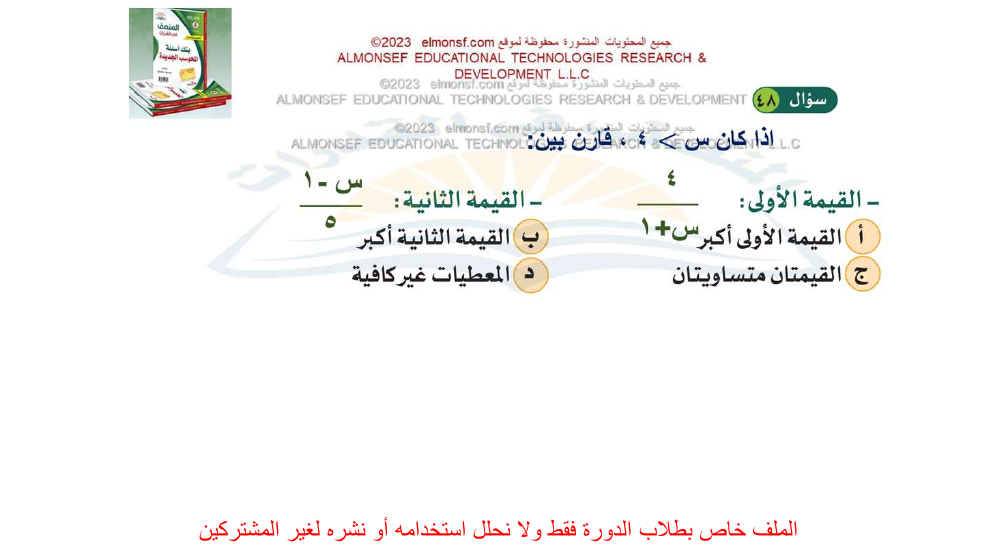 جميع المحتويات المنشورة محفوظة لموقع elmonsf.com ©2023
ALMONSEF EDUCATIONAL TECHNOLOGIES RESEARCH &
DEVELOPMENT L.L.C
جميع المحتويات المنشورة محفوظة لموقع elmonsf.com ©2023
ALMONSEF EDUCATIONAL TECHNOLOGIES RESEARCH & DEVELOPMENT
سؤال ٤٨
جميع المحتويات المنشورة محفوظة لموقع elmonsf.com ©2023
ALMONSEF EDUCATIONAL TECHNOLOGIES RESEARCH & DEVELOPMENT L.L.C
اذا كان س > ٤ ، قارن بين:
- القيمة الأولى: ٤ / س+١ - القيمة الثانية: س - ١ / ٥
أ القيمة الأولى أكبر ب القيمة الثانية أكبر
ج القيمتان متساويتان د المعطيات غير كافية
المنصف
بنك أسئلة
المحوسب الجديدة
الملف خاص بطلاب الدورة فقط ولا نحلل استخدامه أو نشره لغير المشتركين